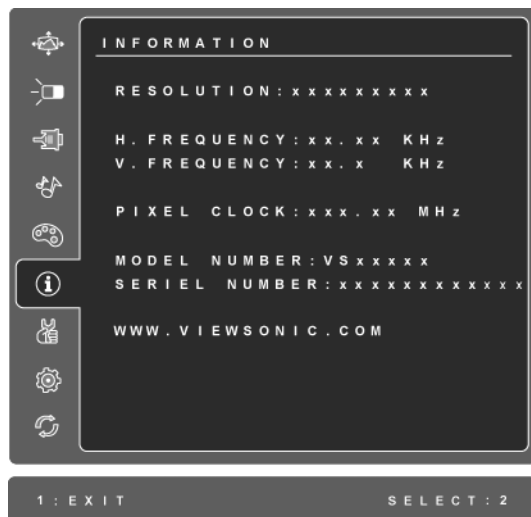 INFORMATION
RESOLUTION:xxxxxxxxx
H. FREQUENCY:xx.xx KHz
V. FREQUENCY:xx.x KHz
PIXEL CLOCK:xxx.xx MHz
MODEL NUMBER:VSxxxxx
SERIEL NUMBER:xxxxxxxxxxxx
WWW.VIEWSONIC.COM
1:EXIT SELECT:2